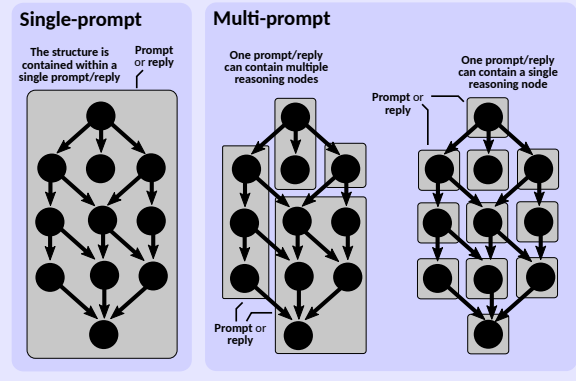 Single-prompt
The structure is
contained within a
single prompt/reply
Prompt
or reply
Multi-prompt
One prompt/reply
can contain multiple
reasoning nodes
Prompt or
reply
One prompt/reply
can contain a single
reasoning node
Prompt or
reply